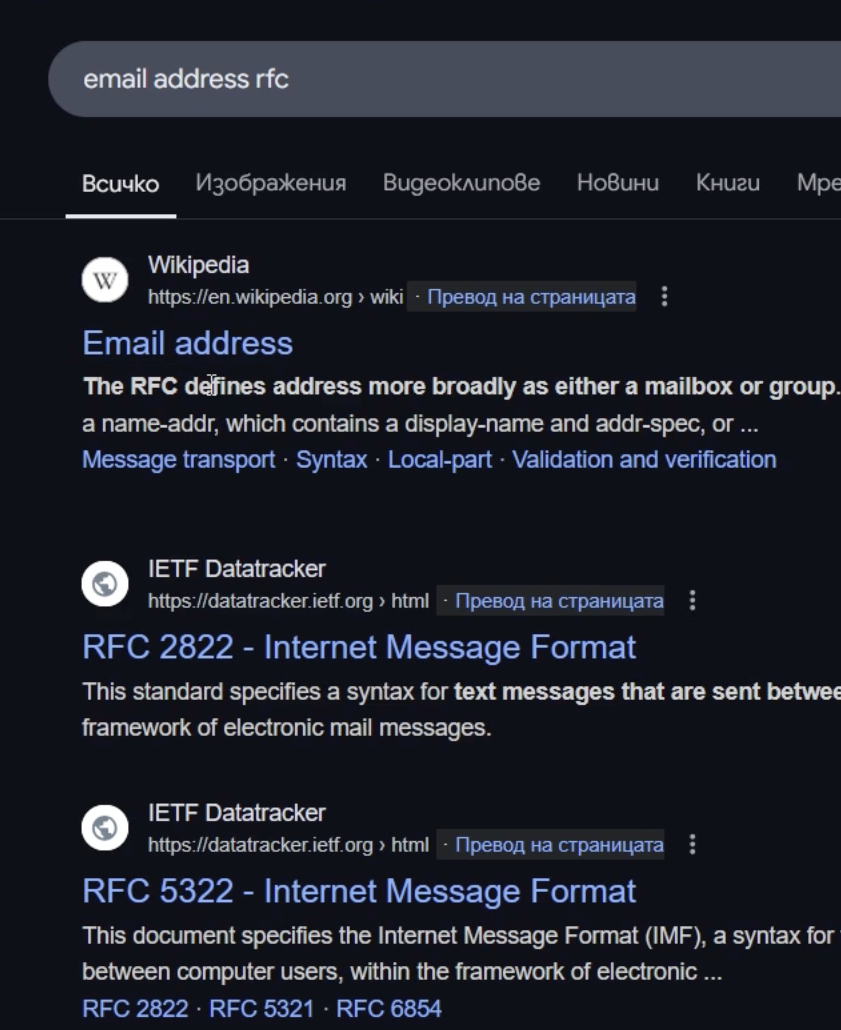 email address rfc
Всичко Изображения Видеоклипове Новини Книги
Wikipedia
https://en.wikipedia.org › wiki · Превод на страницата
Email address
The RFC defines address more broadly as either a mailbox or group.
a name-addr, which contains a display-name and addr-spec, or ...
Message transport · Syntax · Local-part · Validation and verification
IETF Datatracker
https://datatracker.ietf.org › html · Превод на страницата
RFC 2822 - Internet Message Format
This standard specifies a syntax for text messages that are sent betwee
framework of electronic mail messages.
IETF Datatracker
https://datatracker.ietf.org › html · Превод на страницата
RFC 5322 - Internet Message Format
This document specifies the Internet Message Format (IMF), a syntax for
between computer users, within the framework of electronic ...
RFC 2822 · RFC 5321 · RFC 6854